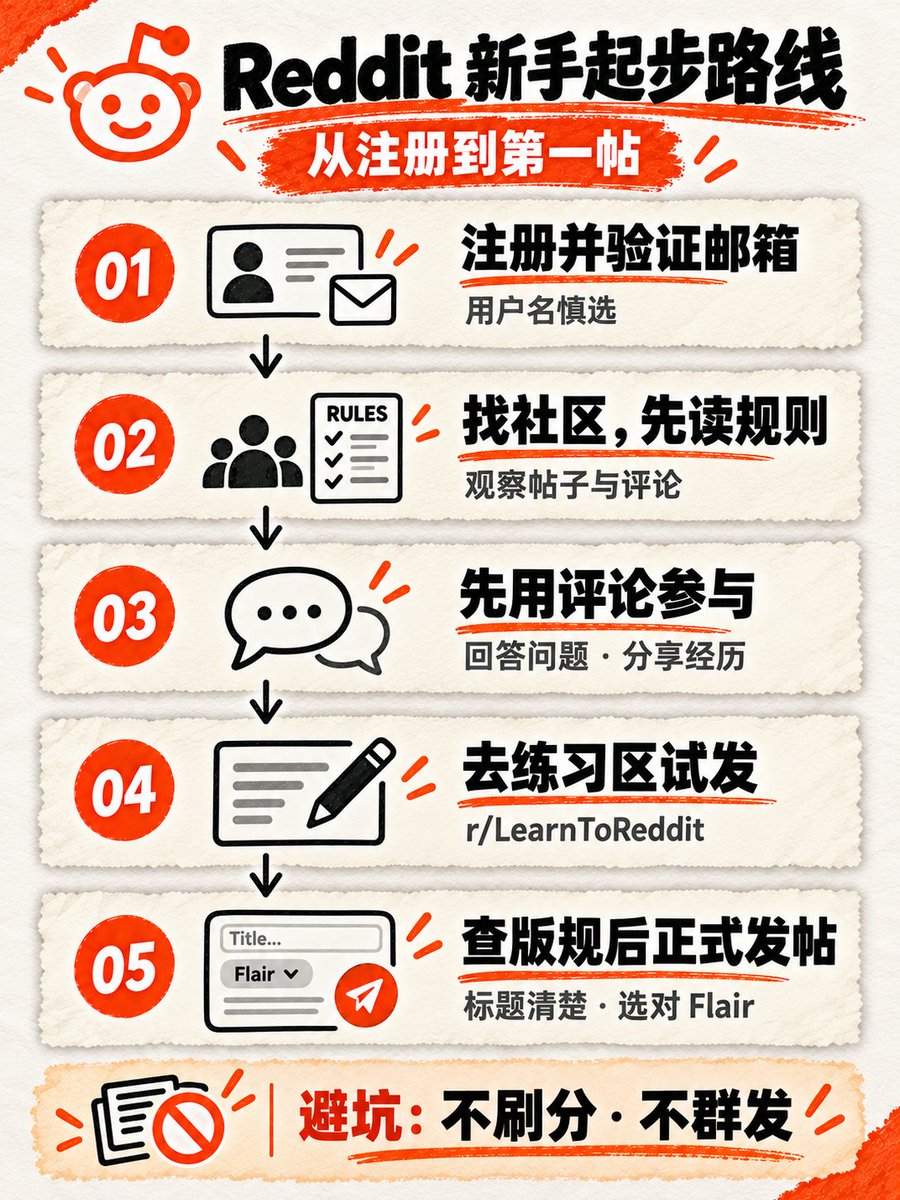 Reddit 新手起步路线
从注册到第一帖
01
注册并验证邮箱
用户名慎选
02
RULES
找社区，先读规则
观察帖子与评论
03
先用评论参与
回答问题 · 分享经历
04
去练习区试发
r/LearnToReddit
05
Title...
Flair
查版规后正式发帖
标题清楚 · 选对 Flair
避坑：不刷分 · 不群发